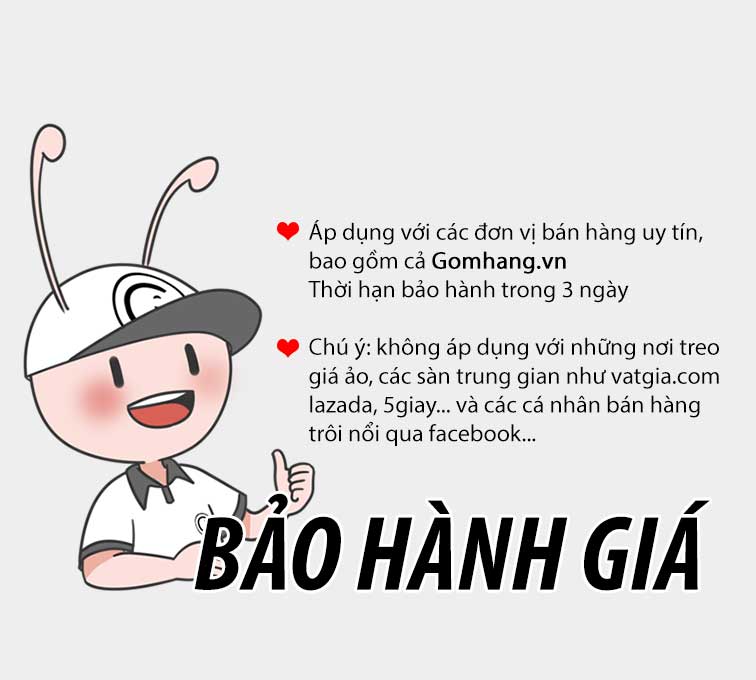 Áp dụng với các đơn vị bán hàng uy tín,
bao gồm cả Gomhang.vn
Thời hạn bảo hành trong 3 ngày
Chú ý: không áp dụng với những nơi treo
giá ảo, các sàn trung gian như vatgia.com
lazada, 5giay... và các cá nhân bán hàng
trôi nổi qua facebook...
BẢO HÀNH GIÁ